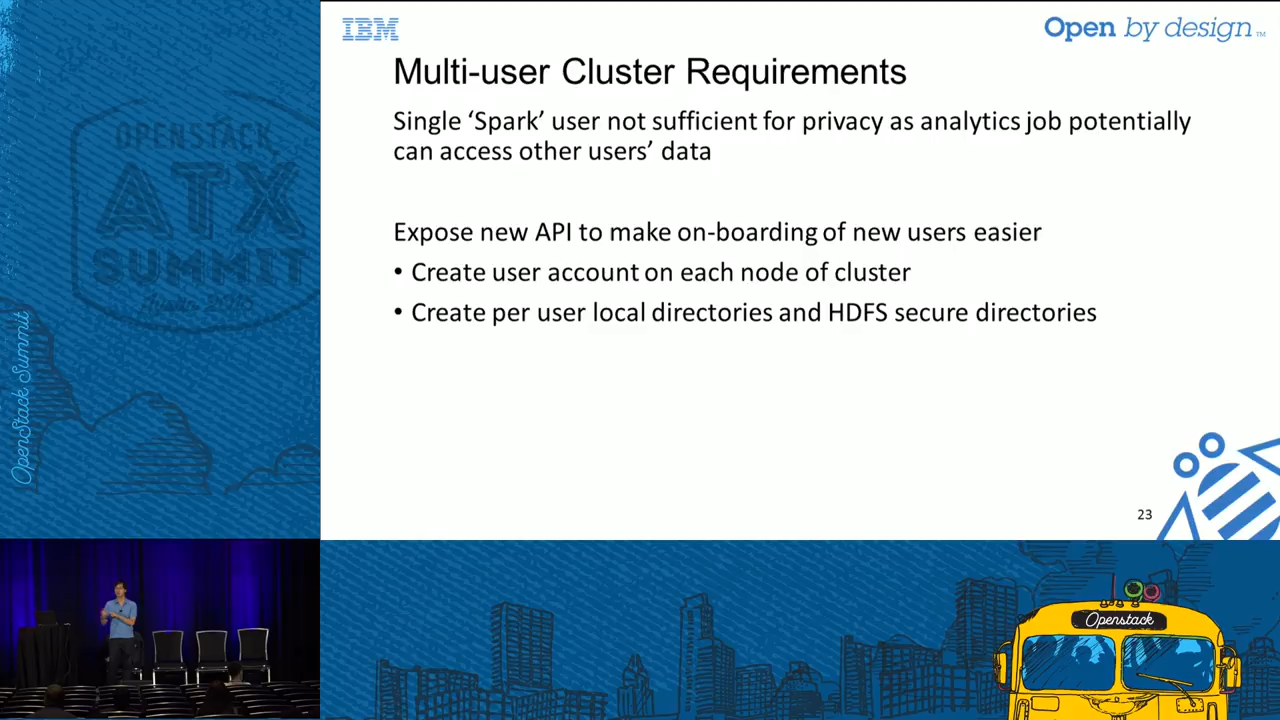 IBM
Open by design™
Multi-user Cluster Requirements
Single ‘Spark’ user not sufficient for privacy as analytics job potentially
can access other users’ data
Expose new API to make on-boarding of new users easier
• Create user account on each node of cluster
• Create per user local directories and HDFS secure directories
23
OPENSTACK
ATX
SUMMIT
Austin 2016
OpenStack Summit
Openstack